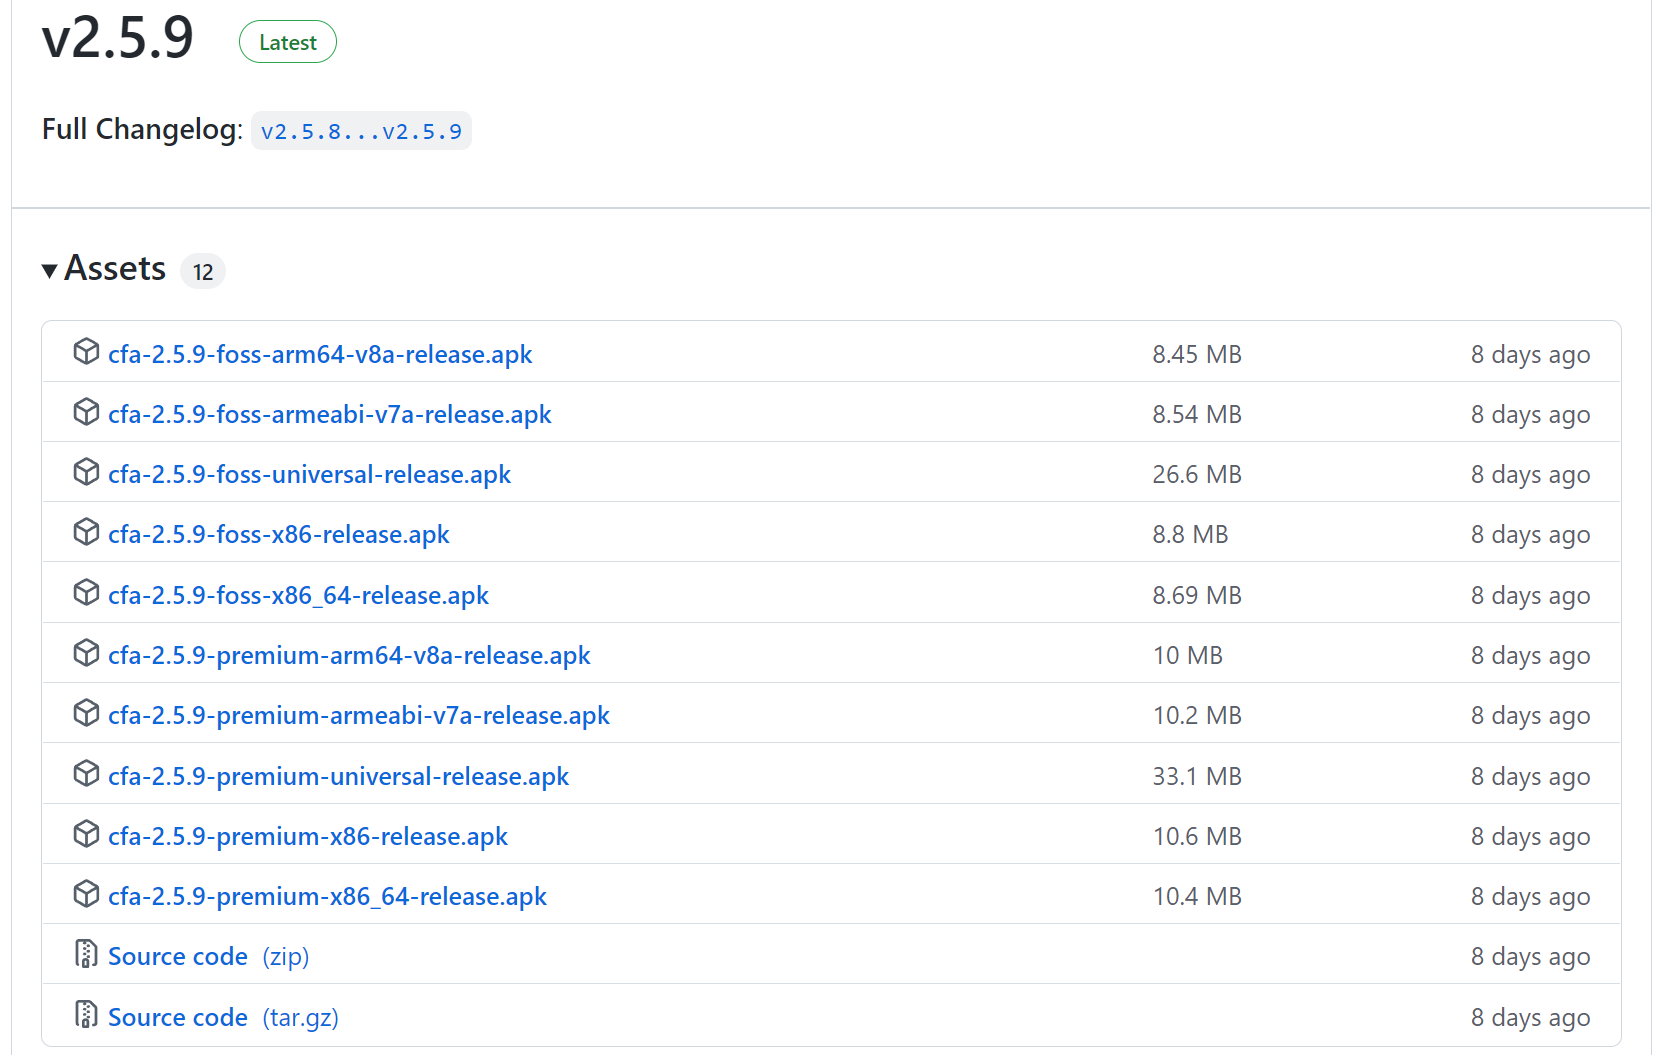 v2.5.9 Latest
Full Changelog: v2.5.8...v2.5.9
Assets 12
cfa-2.5.9-foss-arm64-v8a-release.apk 8.45 MB 8 days ago
cfa-2.5.9-foss-armeabi-v7a-release.apk 8.54 MB 8 days ago
cfa-2.5.9-foss-universal-release.apk 26.6 MB 8 days ago
cfa-2.5.9-foss-x86-release.apk 8.8 MB 8 days ago
cfa-2.5.9-foss-x86_64-release.apk 8.69 MB 8 days ago
cfa-2.5.9-premium-arm64-v8a-release.apk 10 MB 8 days ago
cfa-2.5.9-premium-armeabi-v7a-release.apk 10.2 MB 8 days ago
cfa-2.5.9-premium-universal-release.apk 33.1 MB 8 days ago
cfa-2.5.9-premium-x86-release.apk 10.6 MB 8 days ago
cfa-2.5.9-premium-x86_64-release.apk 10.4 MB 8 days ago
Source code (zip) 8 days ago
Source code (tar.gz) 8 days ago